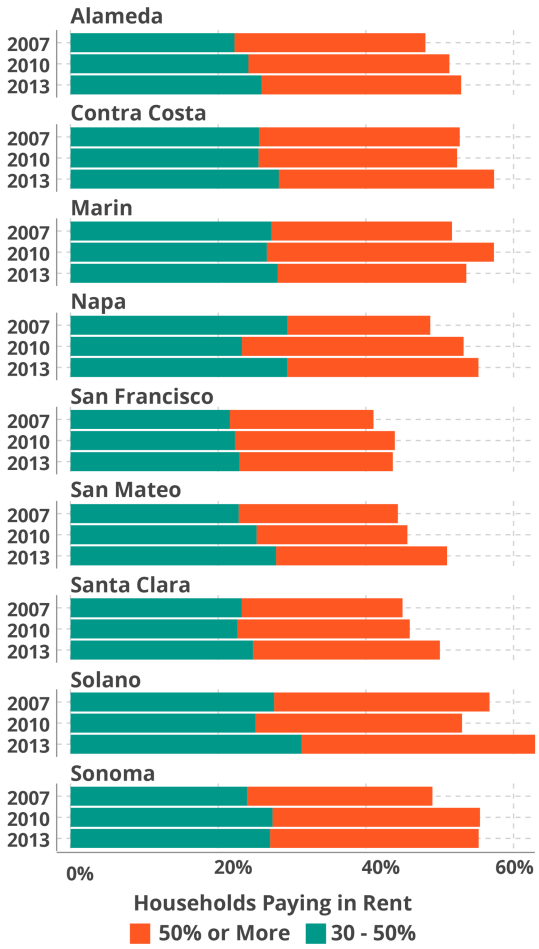 Alameda
2007
2010
2013
Contra Costa
2007
2010
2013
Marin
2007
2010
2013
Napa
2007
2010
2013
San Francisco
2007
2010
2013
San Mateo
2007
2010
2013
Santa Clara
2007
2010
2013
Solano
2007
2010
2013
Sonoma
2007
2010
2013
0% 20% 40% 60%
Households Paying in Rent
50% or More 30 - 50%